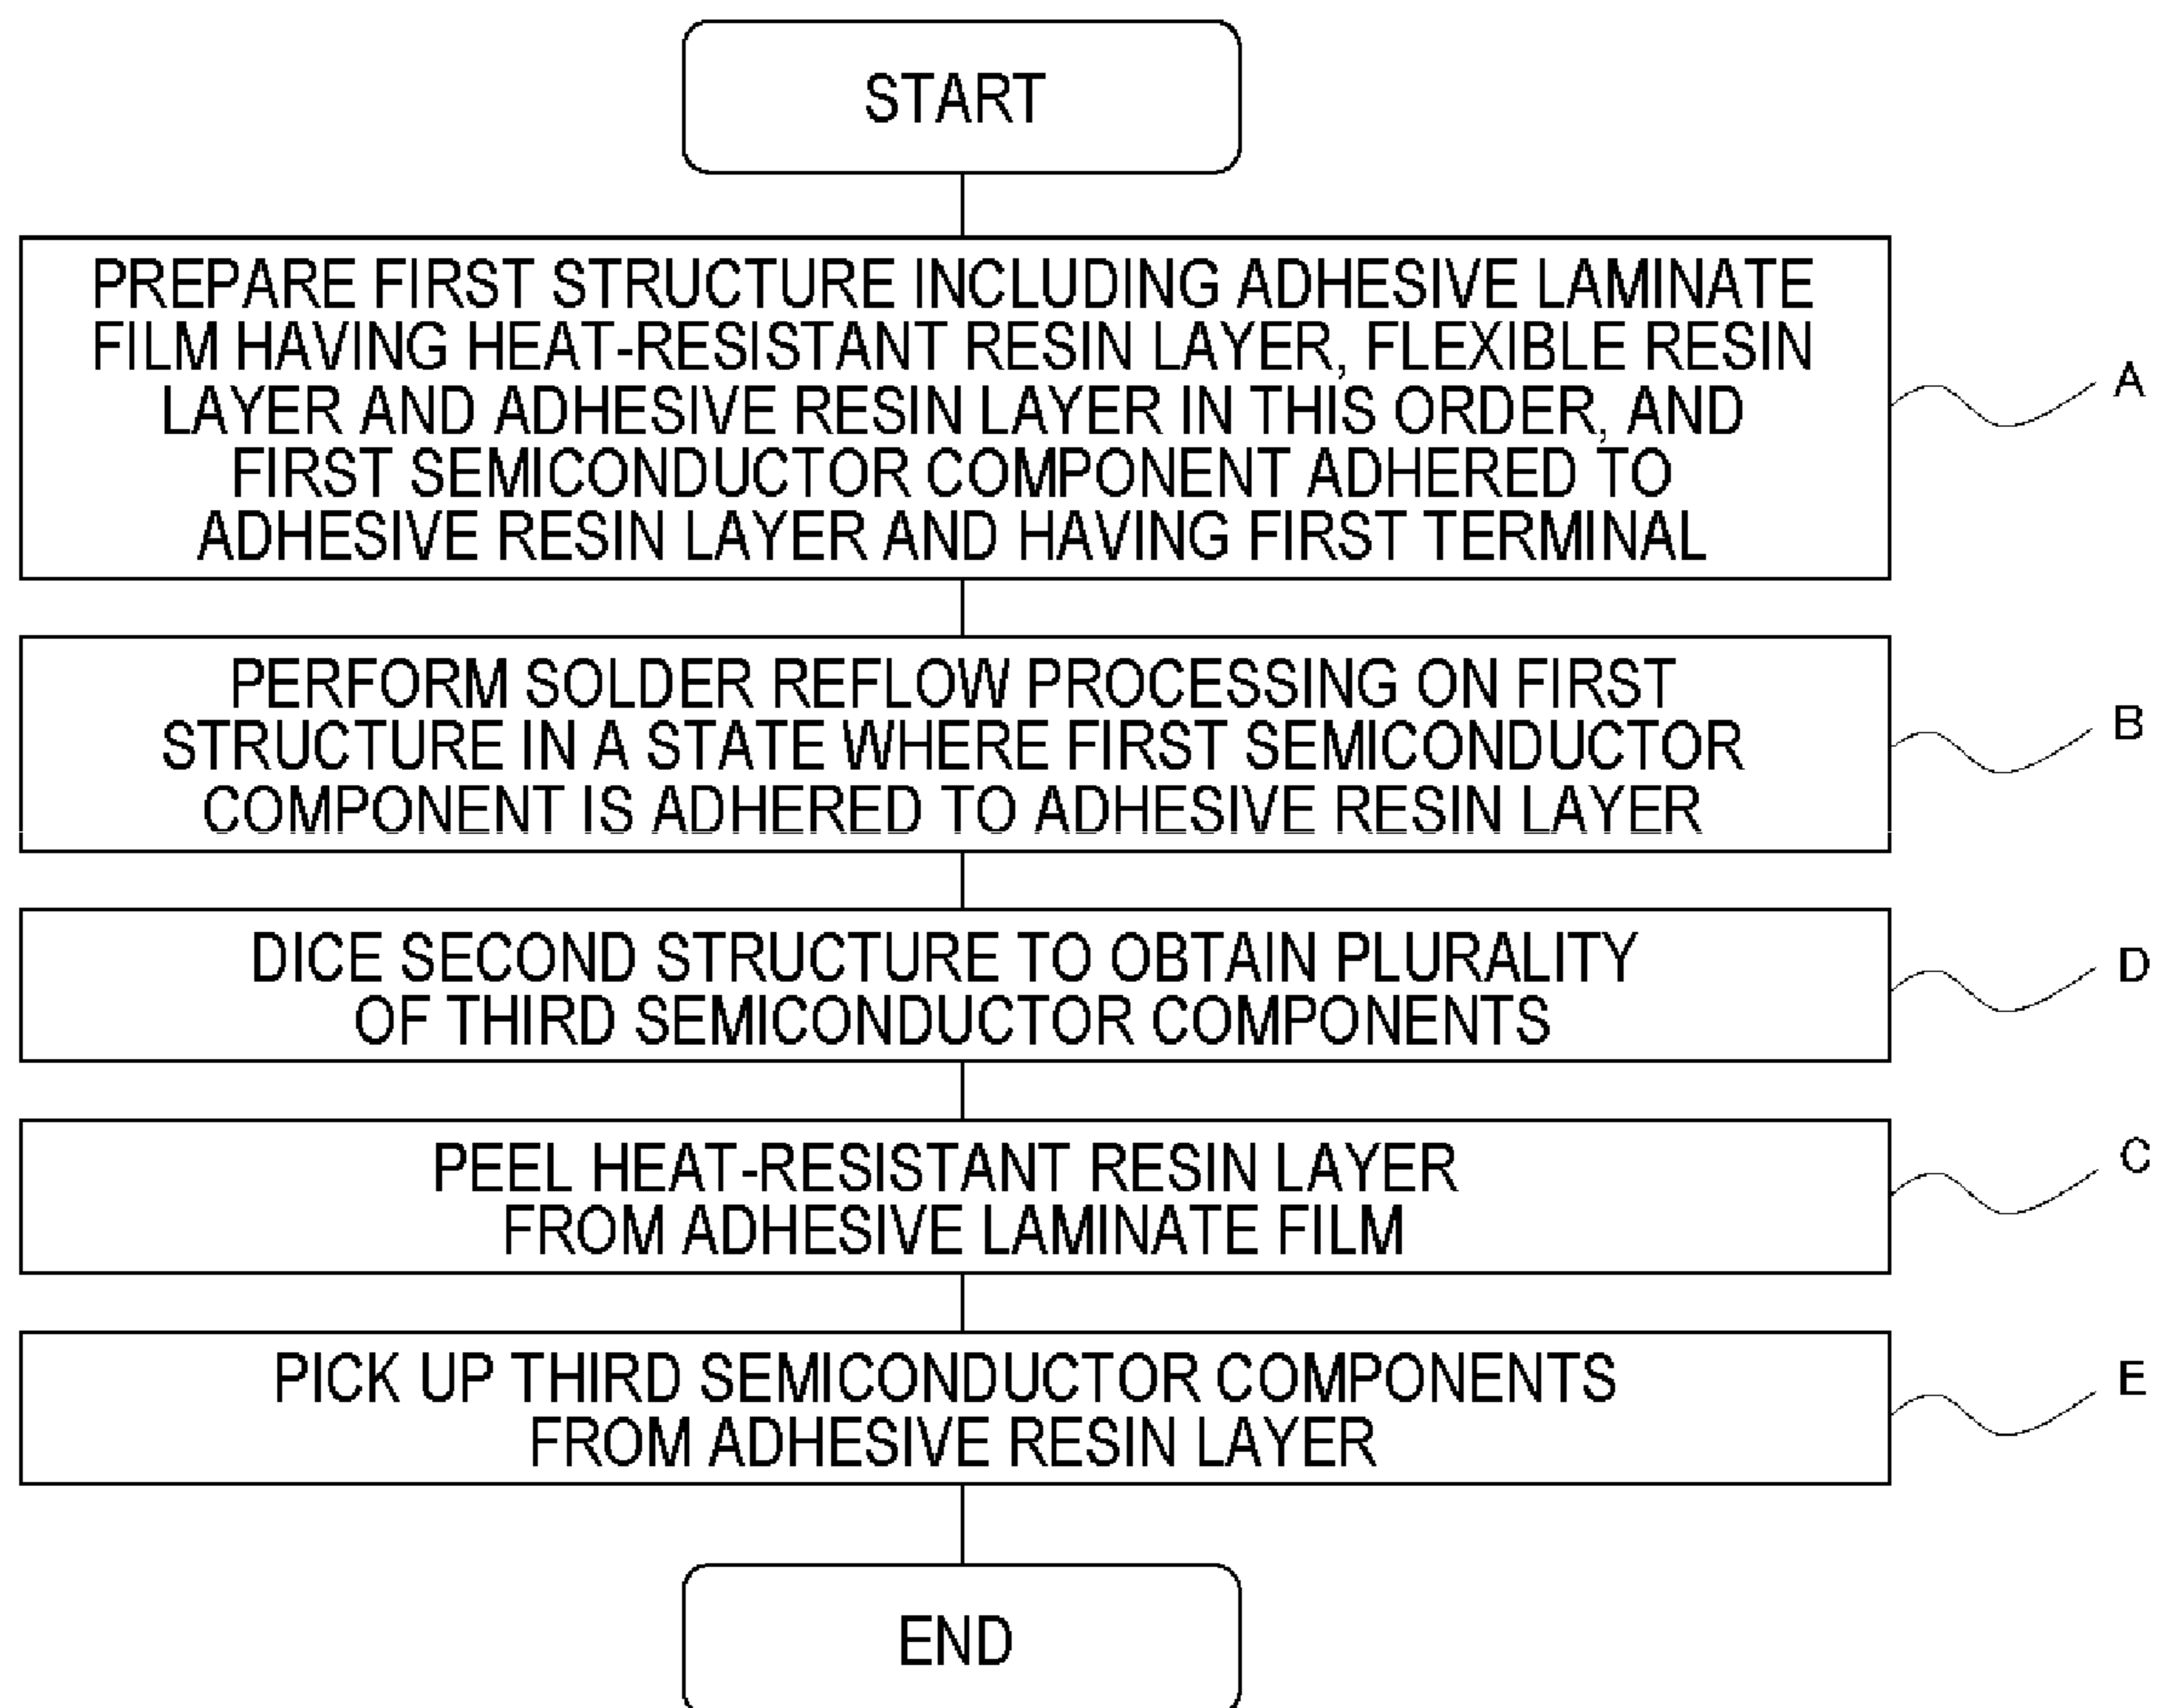 START
PREPARE FIRST STRUCTURE INCLUDING ADHESIVE LAMINATE
FILM HAVING HEAT-RESISTANT RESIN LAYER, FLEXIBLE RESIN
LAYER AND ADHESIVE RESIN LAYER IN THIS ORDER, AND
FIRST SEMICONDUCTOR COMPONENT ADHERED TO
ADHESIVE RESIN LAYER AND HAVING FIRST TERMINAL
A
PERFORM SOLDER REFLOW PROCESSING ON FIRST
STRUCTURE IN A STATE WHERE FIRST SEMICONDUCTOR
COMPONENT IS ADHERED TO ADHESIVE RESIN LAYER
B
DICE SECOND STRUCTURE TO OBTAIN PLURALITY
OF THIRD SEMICONDUCTOR COMPONENTS
D
PEEL HEAT-RESISTANT RESIN LAYER
FROM ADHESIVE LAMINATE FILM
C
PICK UP THIRD SEMICONDUCTOR COMPONENTS
FROM ADHESIVE RESIN LAYER
E
END